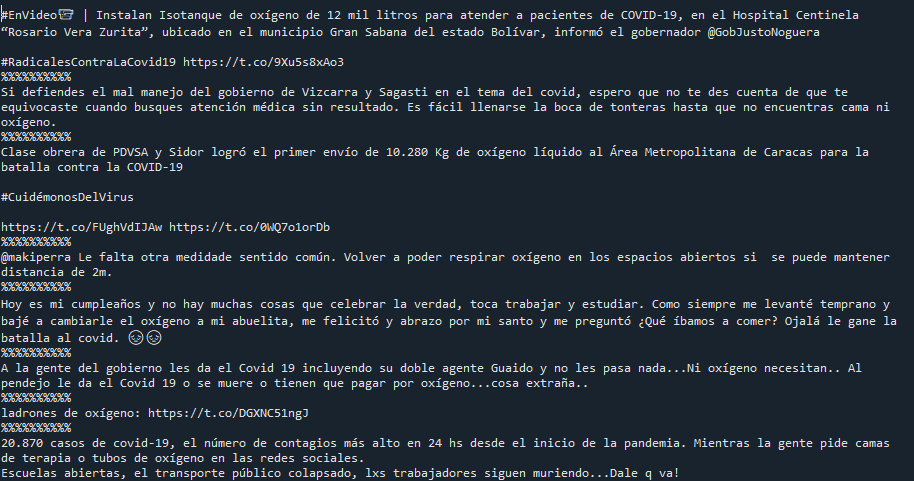 #EnVideo📹 | Instalan Isotanque de oxígeno de 12 mil litros para atender a pacientes de COVID-19, en el Hospital Centinela
“Rosario Vera Zurita”, ubicado en el municipio Gran Sabana del estado Bolívar, informó el gobernador @GobJustoNoguera
#RadicalesContraLaCovid19 https://t.co/9Xu5s8xAo3
%%%%%%%%%%
Si defiendes el mal manejo del gobierno de Vizcarra y Sagasti en el tema del covid, espero que no te des cuenta de que te
equivocaste cuando busques atención médica sin resultado. Es fácil llenarse la boca de tonteras hasta que no encuentras cama ni
oxígeno.
%%%%%%%%%%
Clase obrera de PDVSA y Sidor logró el primer envío de 10.280 Kg de oxígeno líquido al Área Metropolitana de Caracas para la
batalla contra la COVID-19
#CuidémonosDelVirus
https://t.co/FUghVdIJAw https://t.co/0WQ7o1orDb
%%%%%%%%%%
@makiperra Le falta otra medidade sentido común. Volver a poder respirar oxígeno en los espacios abiertos si  se puede mantener
distancia de 2m.
%%%%%%%%%%
Hoy es mi cumpleaños y no hay muchas cosas que celebrar la verdad, toca trabajar y estudiar. Como siempre me levanté temprano y
bajé a cambiarle el oxígeno a mi abuelita, me felicitó y abrazo por mi santo y me preguntó ¿Qué íbamos a comer? Ojalá le gane la
batalla al covid.
%%%%%%%%%%
A la gente del gobierno les da el Covid 19 incluyendo su doble agente Guaido y no les pasa nada...Ni oxígeno necesitan.. Al
pendejo le da el Covid 19 o se muere o tienen que pagar por oxígeno...cosa extraña..
%%%%%%%%%%
ladrones de oxígeno: https://t.co/DGXNC51ngJ
%%%%%%%%%%
20.870 casos de covid-19, el número de contagios más alto en 24 hs desde el inicio de la pandemia. Mientras la gente pide camas
de terapia o tubos de oxígeno en las redes sociales.
Escuelas abiertas, el transporte público colapsado, lxs trabajadores siguen muriendo...Dale q va!